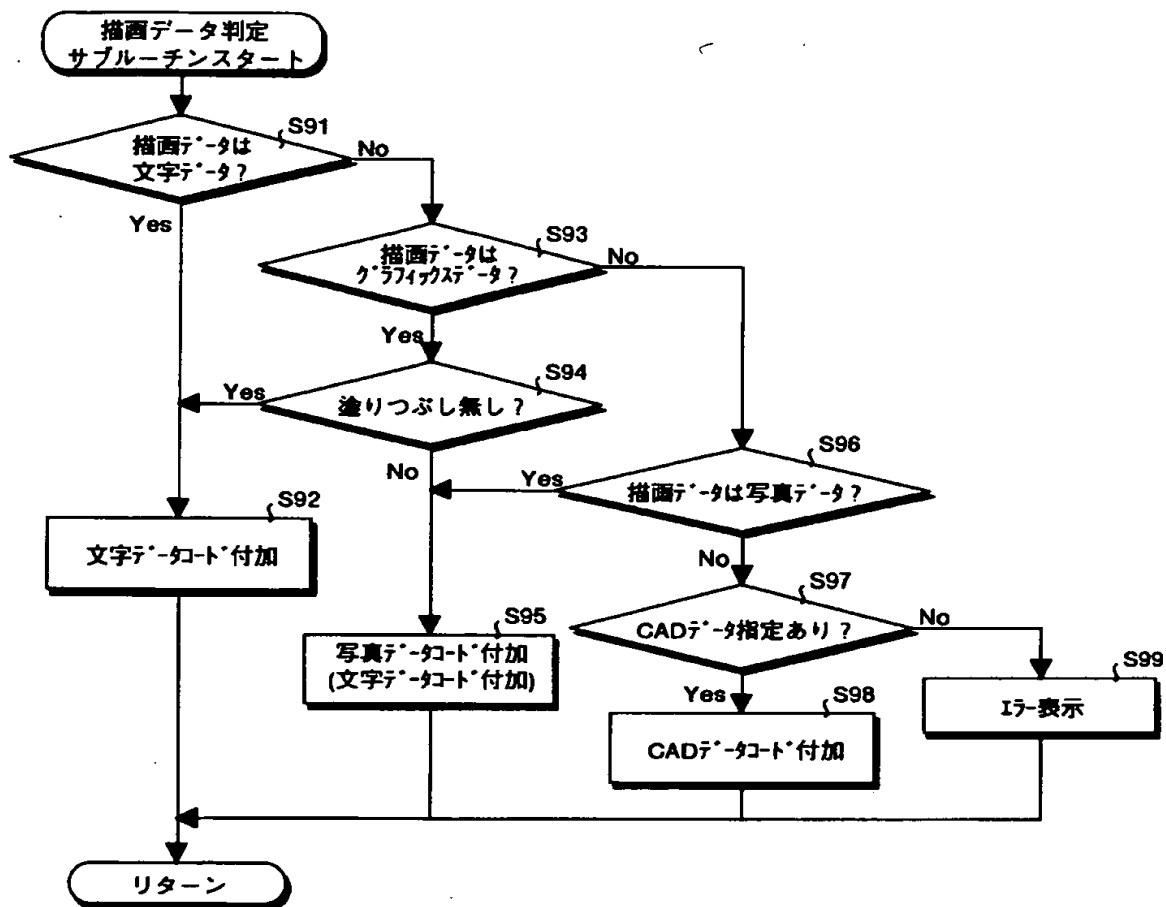 描画データ判定
サブルーチンスタート
S91
描画ﾃﾞｰﾀは
文字ﾃﾞｰﾀ?
No
Yes
S93
描画ﾃﾞｰﾀは
ｸﾞﾗﾌｨｯｸｽﾃﾞｰﾀ?
No
Yes
S94
塗りつぶし無し?
Yes
No
S96
描画ﾃﾞｰﾀは写真ﾃﾞｰﾀ?
Yes
No
S92
文字ﾃﾞｰﾀｺｰﾄﾞ付加
S97
CADﾃﾞｰﾀ指定あり?
No
Yes
S95
写真ﾃﾞｰﾀｺｰﾄﾞ付加
(文字ﾃﾞｰﾀｺｰﾄﾞ付加)
S98
CADﾃﾞｰﾀｺｰﾄﾞ付加
S99
ｴﾗｰ表示
リターン